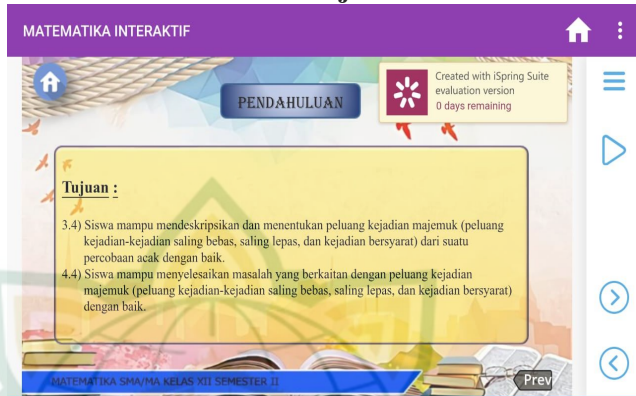 MATEMATIKA INTERAKTIF
PENDAHULUAN
Created with iSpring Suite
evaluation version
0 days remaining
Tujuan :
3.4) Siswa mampu mendeskripsikan dan menentukan peluang kejadian majemuk (peluang
kejadian-kejadian saling bebas, saling lepas, dan kejadian bersyarat) dari suatu
percobaan acak dengan baik.
4.4) Siswa mampu menyelesaikan masalah yang berkaitan dengan peluang kejadian
majemuk (peluang kejadian-kejadian saling bebas, saling lepas, dan kejadian bersyarat)
dengan baik.
MATEMATIKA SMA/MA KELAS XII SEMESTER II
Prev